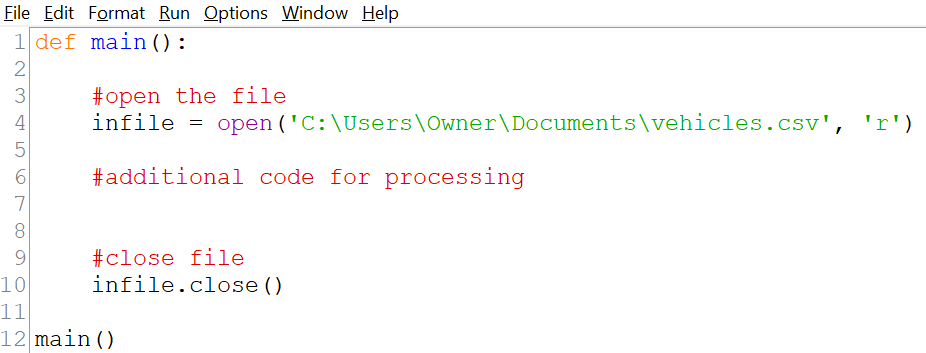 File Edit Format Run Options Window Help
1 def main():
2
3     #open the file
4     infile = open('C:\Users\Owner\Documents\vehicles.csv', 'r')
5
6     #additional code for processing
7
8
9     #close file
10     infile.close()
11
12 main()